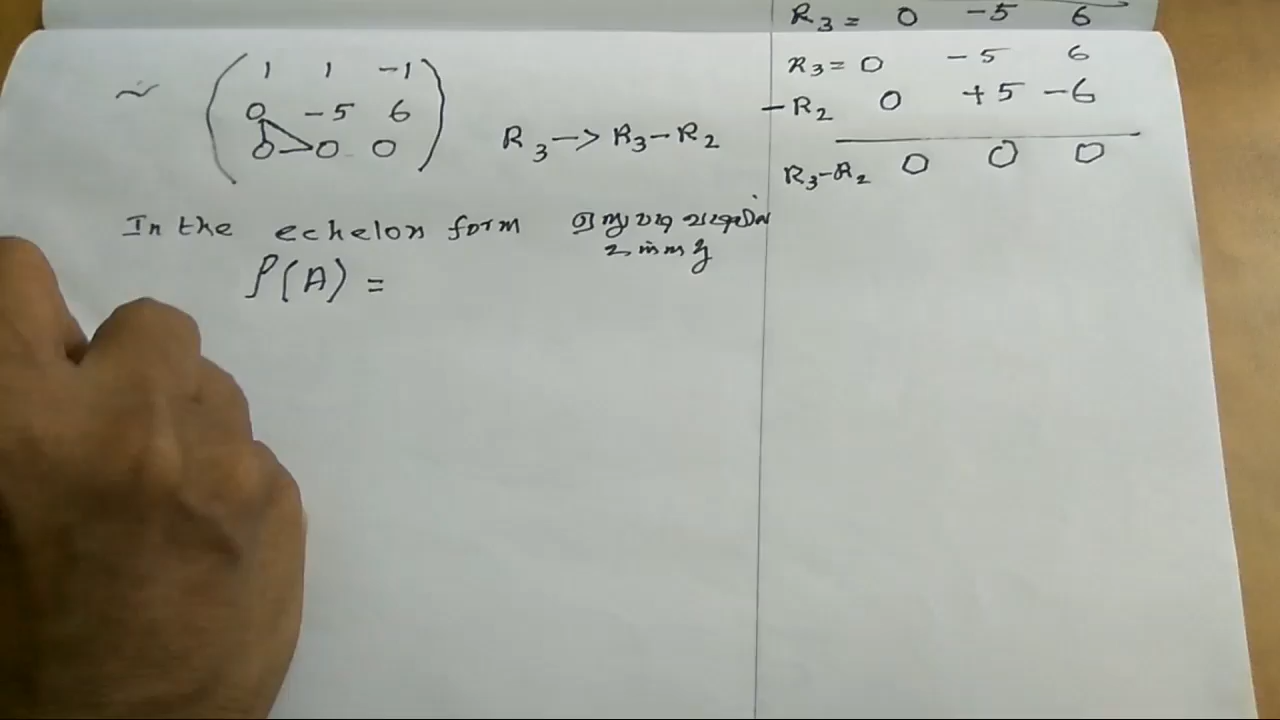 R3 = 0 -5 6
~ ( 1 1 -1
0 -5 6
0 0 0 ) R3 -> R3-R2
R3 = 0 -5 6
-R2 0 +5 -6
R3-R2 0 0 0
In the echelon form
ρ(A) =